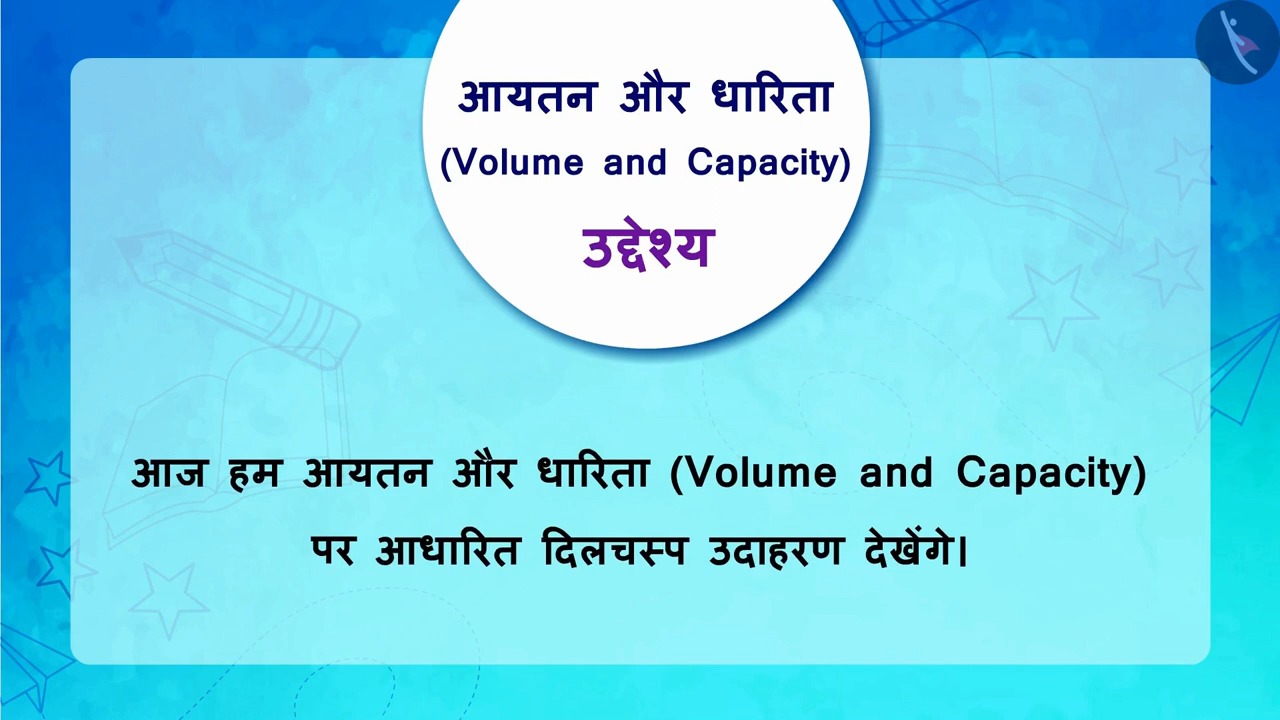 आयतन और धारिता
(Volume and Capacity)
उद्देश्य
आज हम आयतन और धारिता (Volume and Capacity)
पर आधारित दिलचस्प उदाहरण देखेंगे।